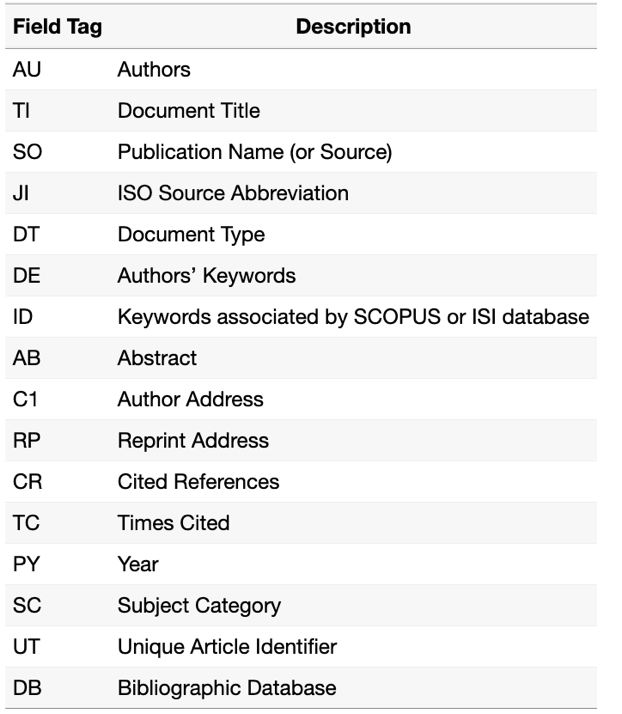 Field Tag Description
AU Authors
TI Document Title
SO Publication Name (or Source)
JI ISO Source Abbreviation
DT Document Type
DE Authors’ Keywords
ID Keywords associated by SCOPUS or ISI database
AB Abstract
C1 Author Address
RP Reprint Address
CR Cited References
TC Times Cited
PY Year
SC Subject Category
UT Unique Article Identifier
DB Bibliographic Database